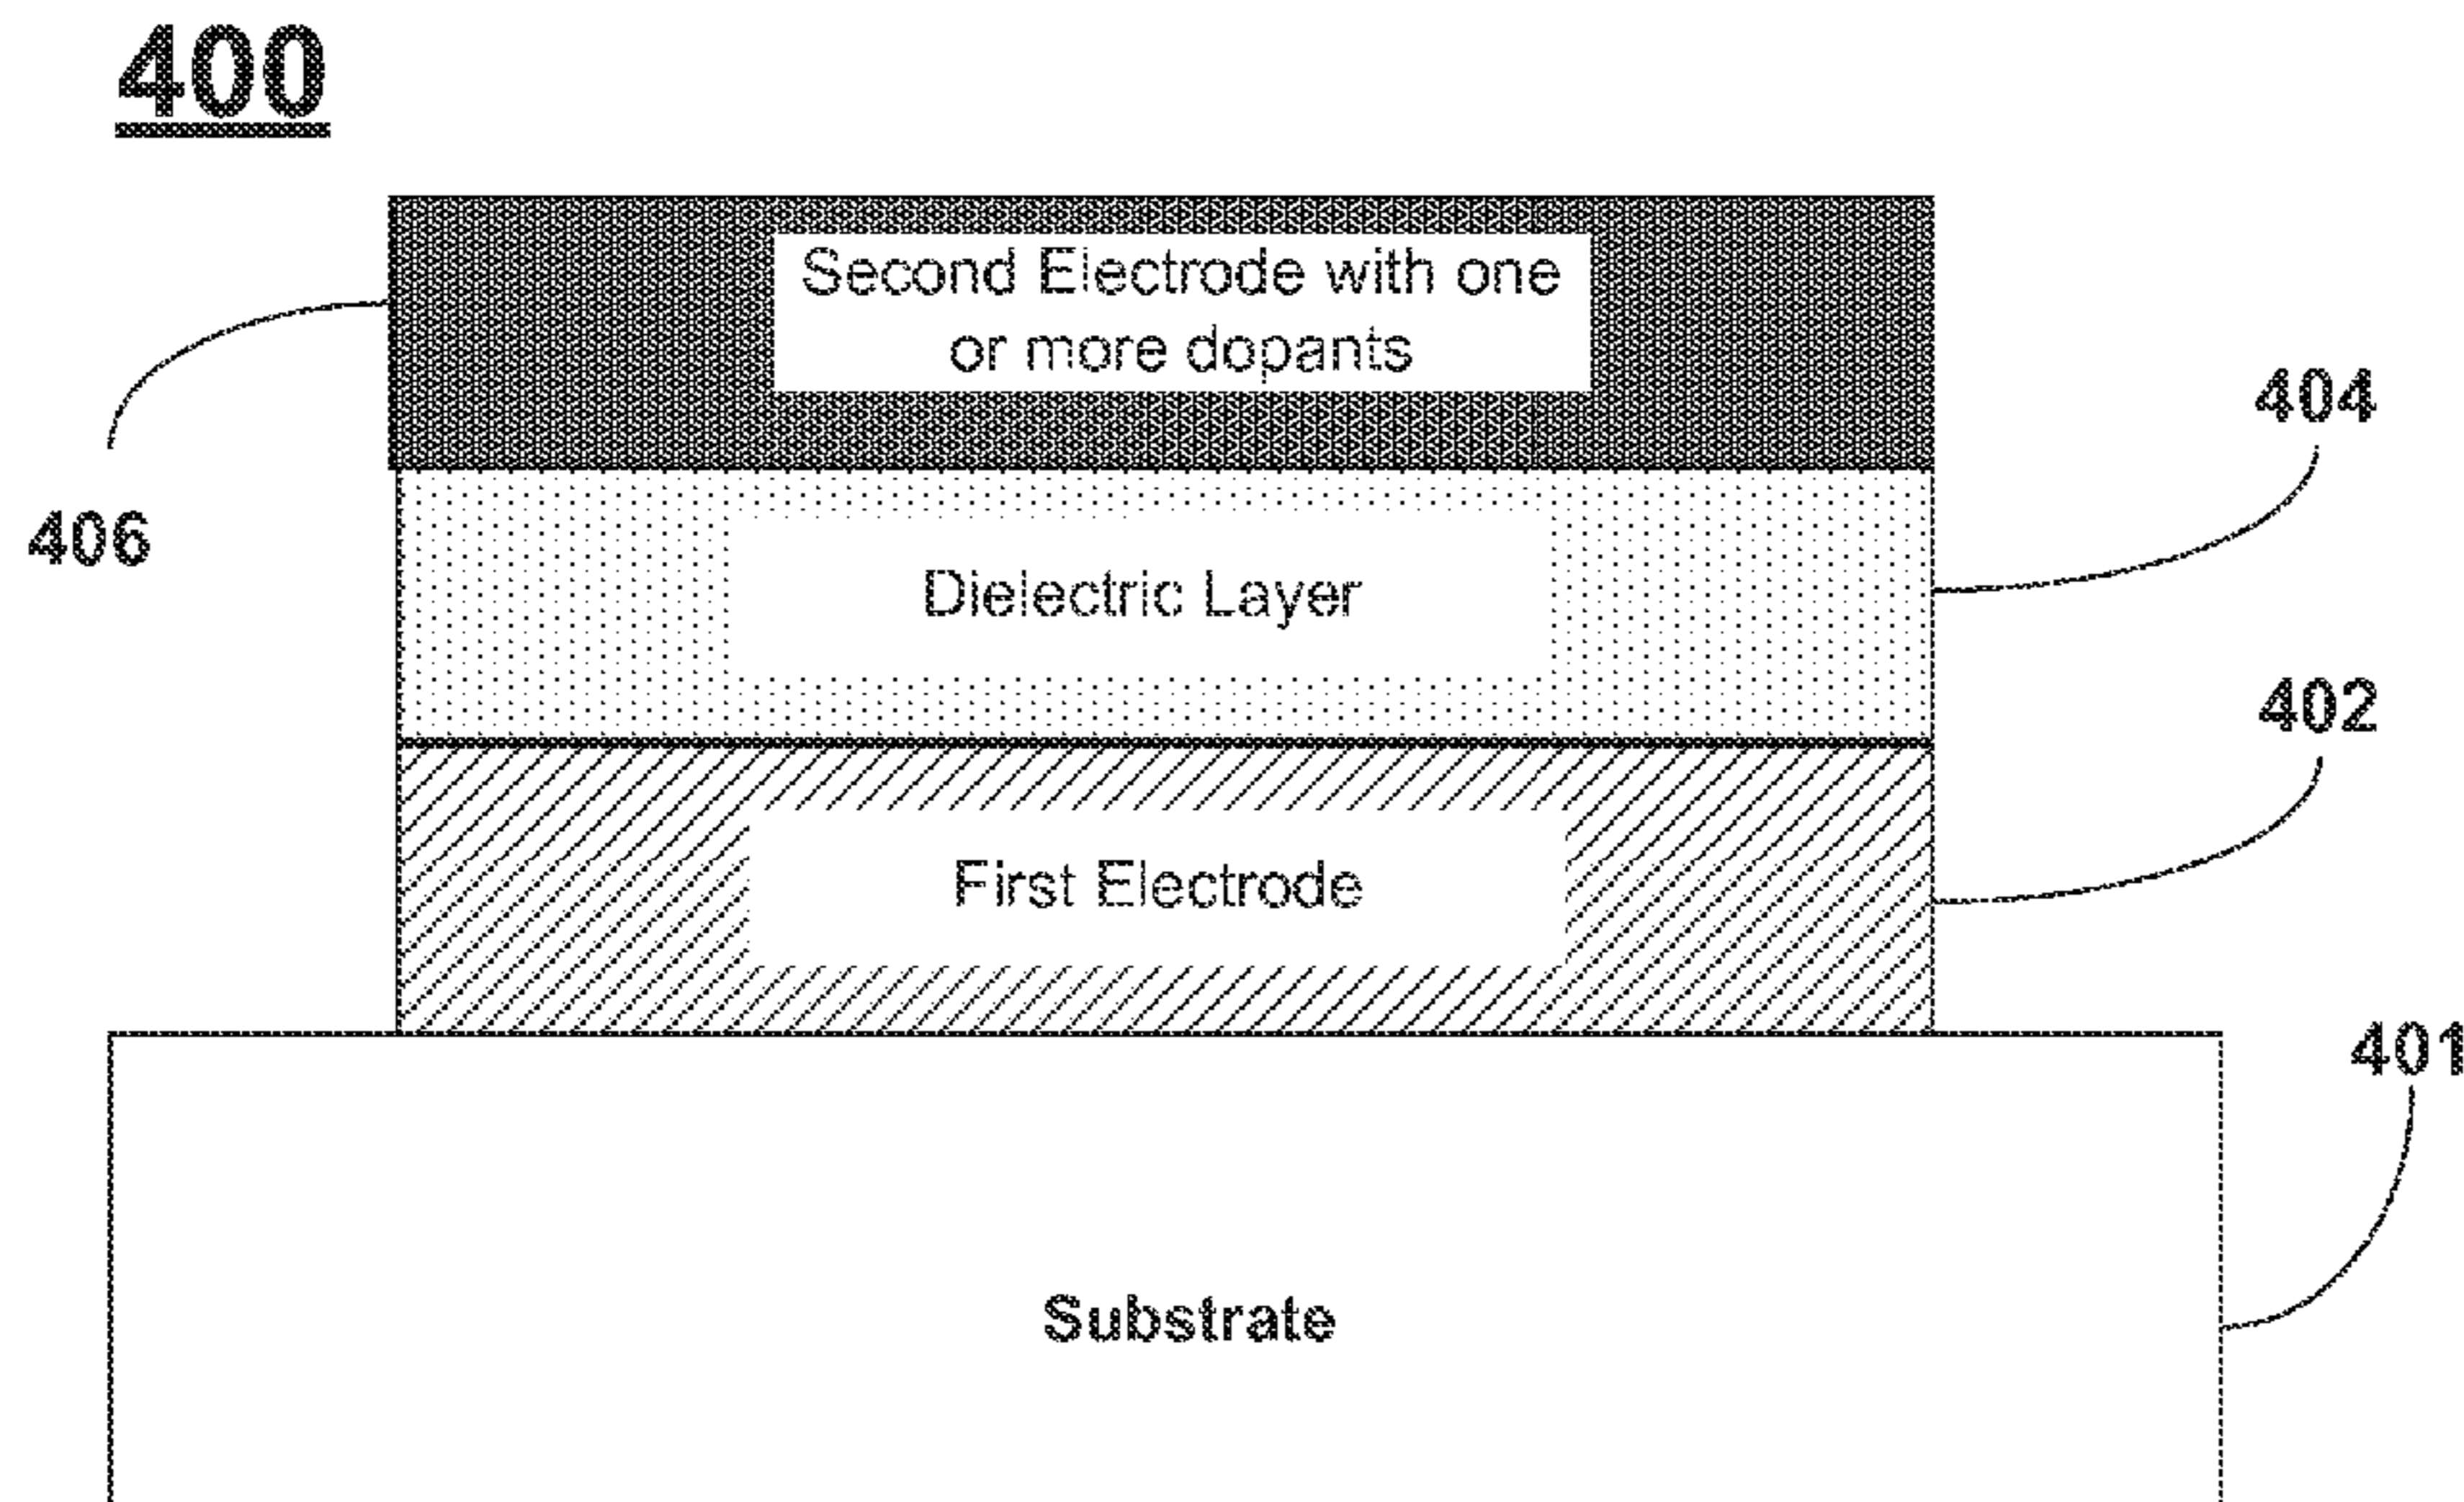 400
Second Electrode with one
or more dopants
404
406
Dielectric Layer
402
First Electrode
401
Substrate